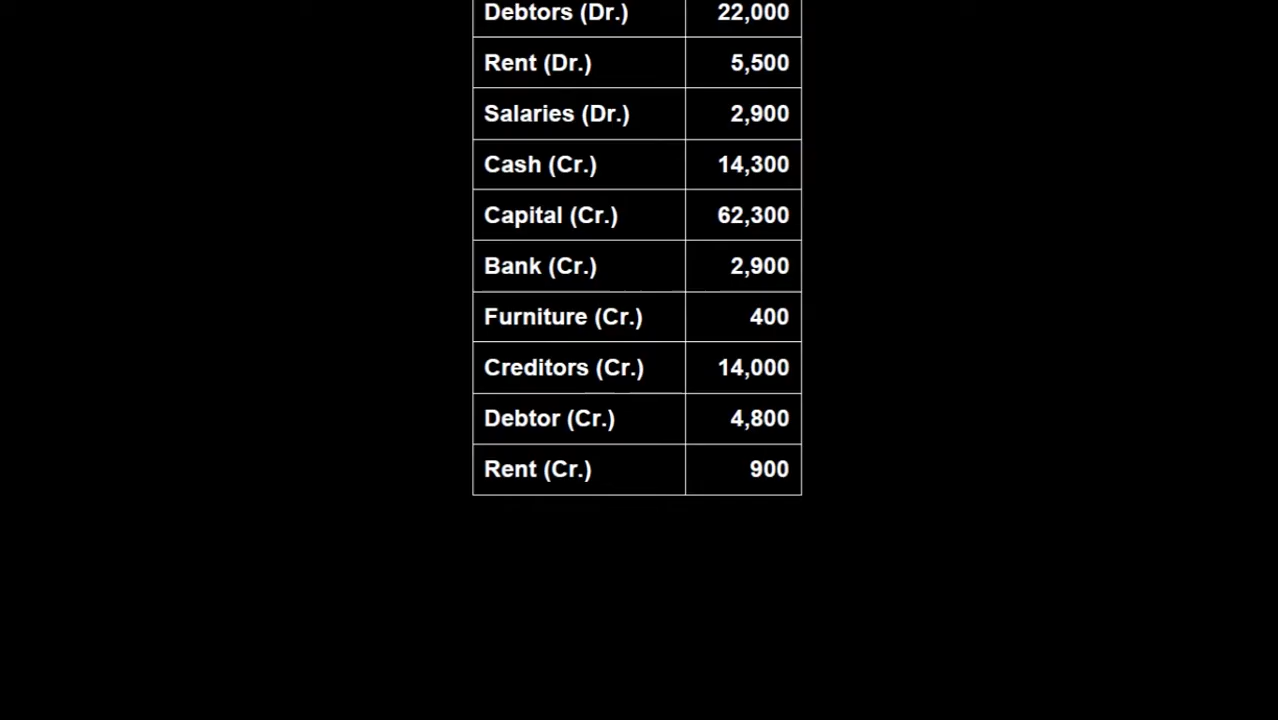 Debtors (Dr.) 22,000
Rent (Dr.) 5,500
Salaries (Dr.) 2,900
Cash (Cr.) 14,300
Capital (Cr.) 62,300
Bank (Cr.) 2,900
Furniture (Cr.) 400
Creditors (Cr.) 14,000
Debtor (Cr.) 4,800
Rent (Cr.) 900